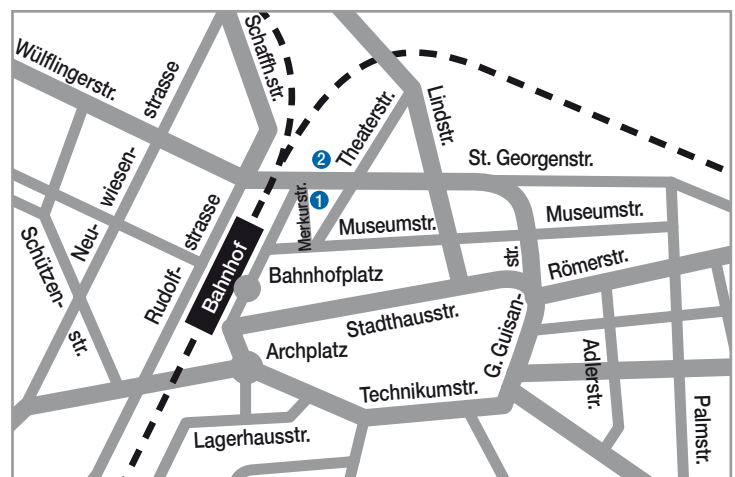 Wülflingerstr.
strasse
Schaffh.str.
Theaterstr.
Lindstr.
St. Georgenstr.
2
1
wiesen-
Neu-
strasse
Rudolf-
Merkurstr.
Museumstr.
Museumstr.
Schützen-
str.
Bahnhof
Bahnhofplatz
str.
G. Guisan-
Römerstr.
Stadthausstr.
Archplatz
Technikumstr.
Adlerstr.
Palmstr.
Lagerhausstr.